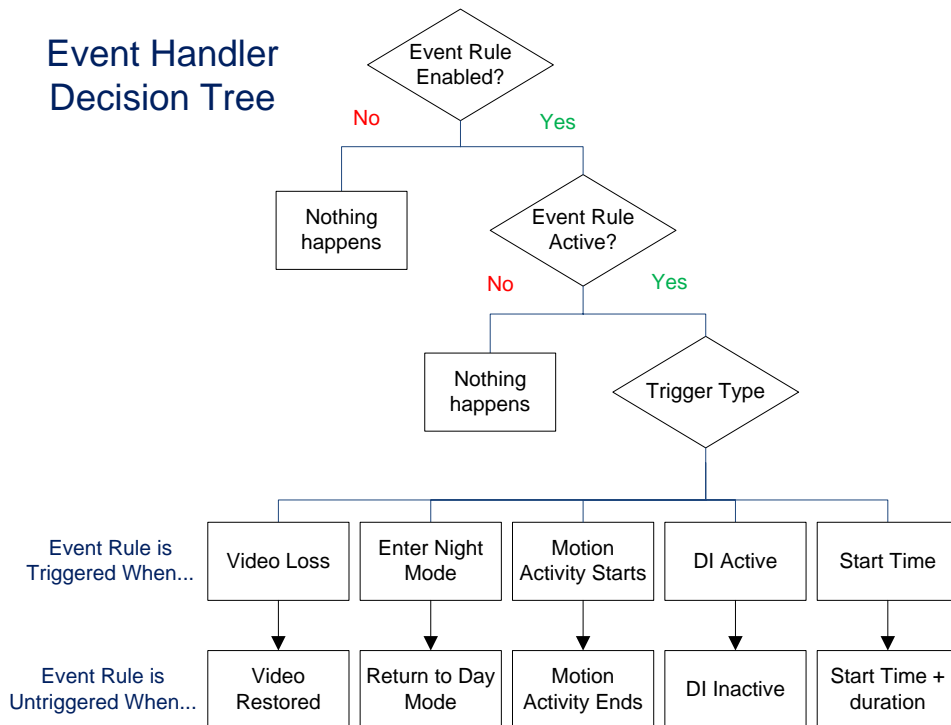 Event Handler
Decision Tree
Event Rule
Enabled?
No
Yes
Nothing
happens
Event Rule
Active?
No
Yes
Nothing
happens
Trigger Type
Event Rule is
Triggered When...
Video Loss
Enter Night
Mode
Motion
Activity Starts
DI Active
Start Time
Event Rule is
Untriggered When...
Video
Restored
Return to Day
Mode
Motion
Activity Ends
DI Inactive
Start Time +
duration